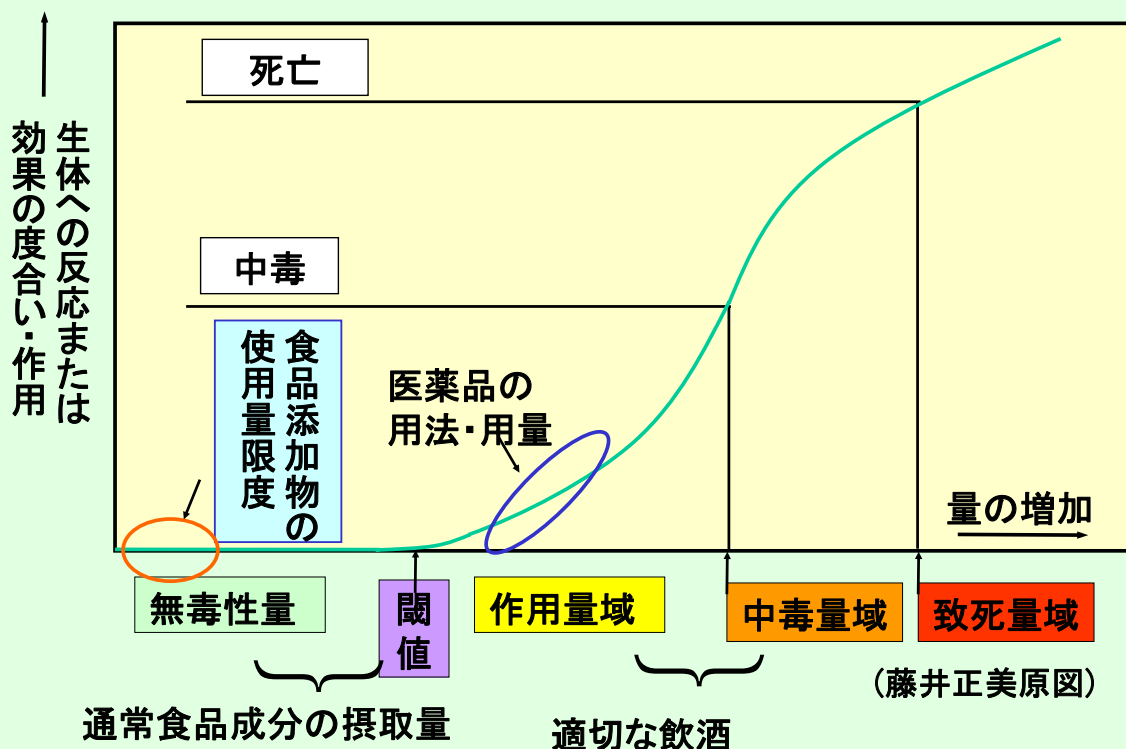 生体への反応または
効果の度合い・作用
死亡
中毒
食品添加物の
使用量限度
医薬品の
用法・用量
量の増加
無毒性量
閾
値
作用量域
中毒量域
致死量域
(藤井正美原図)
通常食品成分の摂取量
適切な飲酒